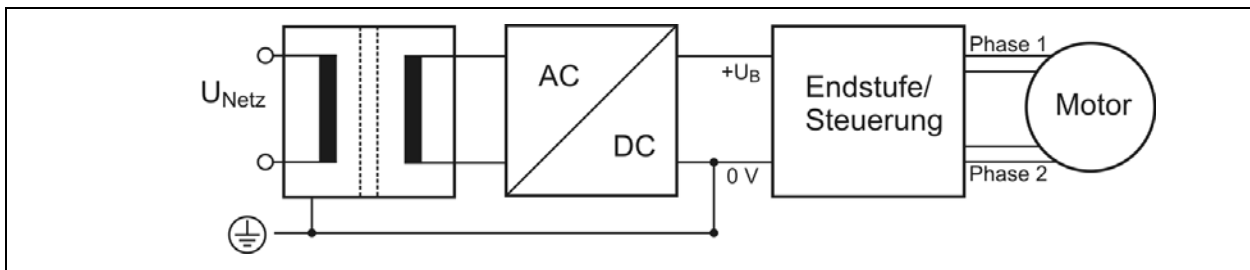 U_Netz
AC
DC
+U_B
0 V
Endstufe/
Steuerung
Phase 1
Phase 2
Motor